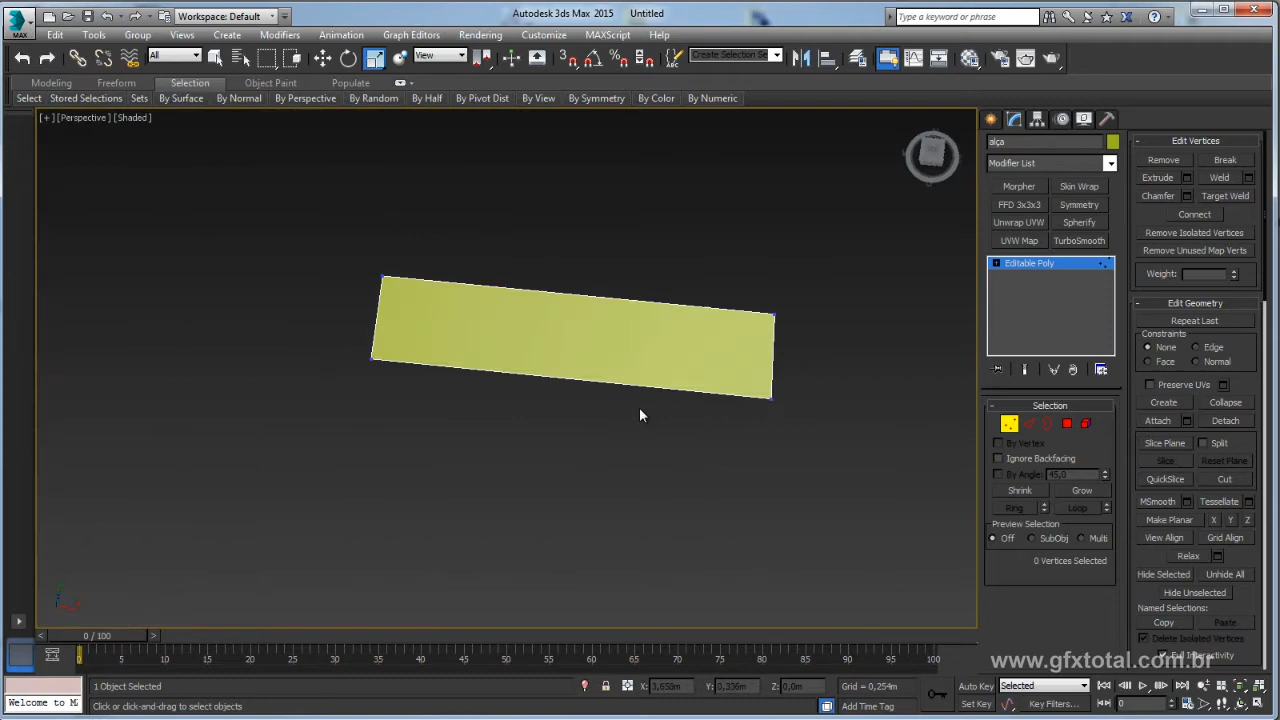 MAX
Workspace: Default
Autodesk 3ds Max 2015 Untitled
Type a keyword or phrase
Edit Tools Group Views Create Modifiers Animation Graph Editors Rendering Customize MAXScript Help
All View Create Selection Se
Modeling Freeform Selection Object Paint Populate
Select Stored Selections Sets By Surface By Normal By Perspective By Random By Half By Pivot Dist By View By Symmetry By Color By Numeric
[+] [Perspective] [Shaded]
alça
Modifier List
Morpher Skin Wrap
FFD 3x3x3 Symmetry
Unwrap UVW Spherify
UVW Map TurboSmooth
Editable Poly
Selection
By Vertex
Ignore Backfacing
By Angle: 45,0
Shrink Grow
Ring Loop
Preview Selection
Off SubObj Multi
0 Vertices Selected
Edit Vertices
Remove Break
Extrude Weld
Chamfer Target Weld
Connect
Remove Isolated Vertices
Remove Unused Map Verts
Weight:
Edit Geometry
Repeat Last
Constraints
None Edge
Face Normal
Preserve UVs
Create Collapse
Attach Detach
Slice Plane Split
Slice Reset Plane
QuickSlice Cut
MSmooth Tessellate
Make Planar X Y Z
View Align Grid Align
Relax
Hide Selected Unhide All
Hide Unselected
Named Selections:
Copy Paste
Delete Isolated Vertices
Full Interactivity
www.gfxtotal.com.br
0 / 100
0 5 10 15 20 25 30 35 40 45 50 55 60 65 70 75 80 85 90 95 100
1 Object Selected X: 3,658m Y: 0,336m Z: 0,0m Grid = 0,254m Auto Key Selected
Welcome to M Click or click-and-drag to select objects Add Time Tag Set Key Key Filters... 0